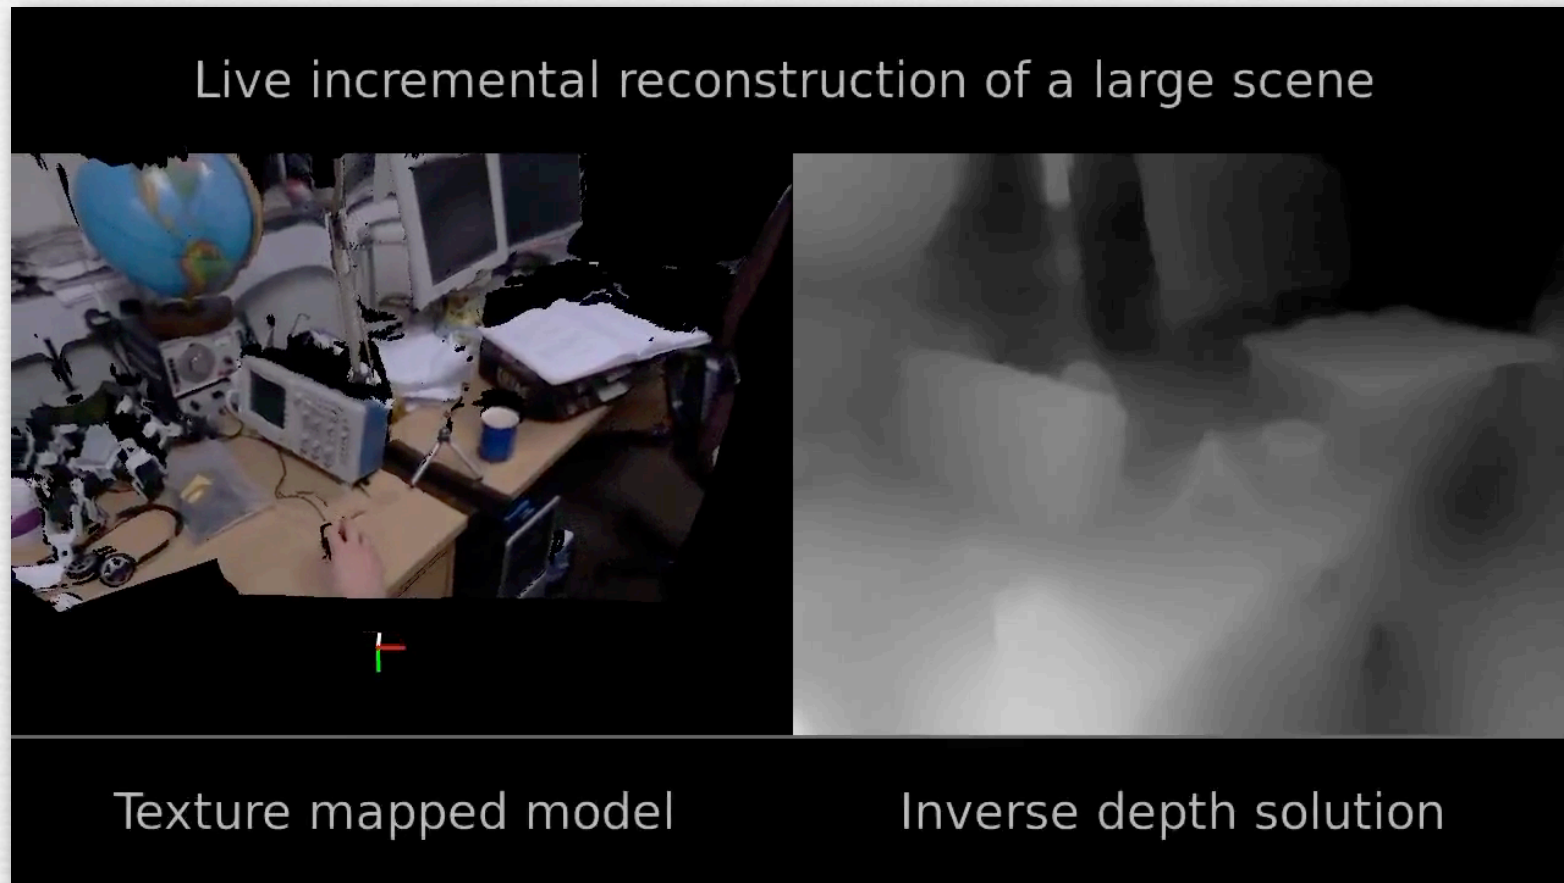 Live incremental reconstruction of a large scene
Texture mapped model
Inverse depth solution